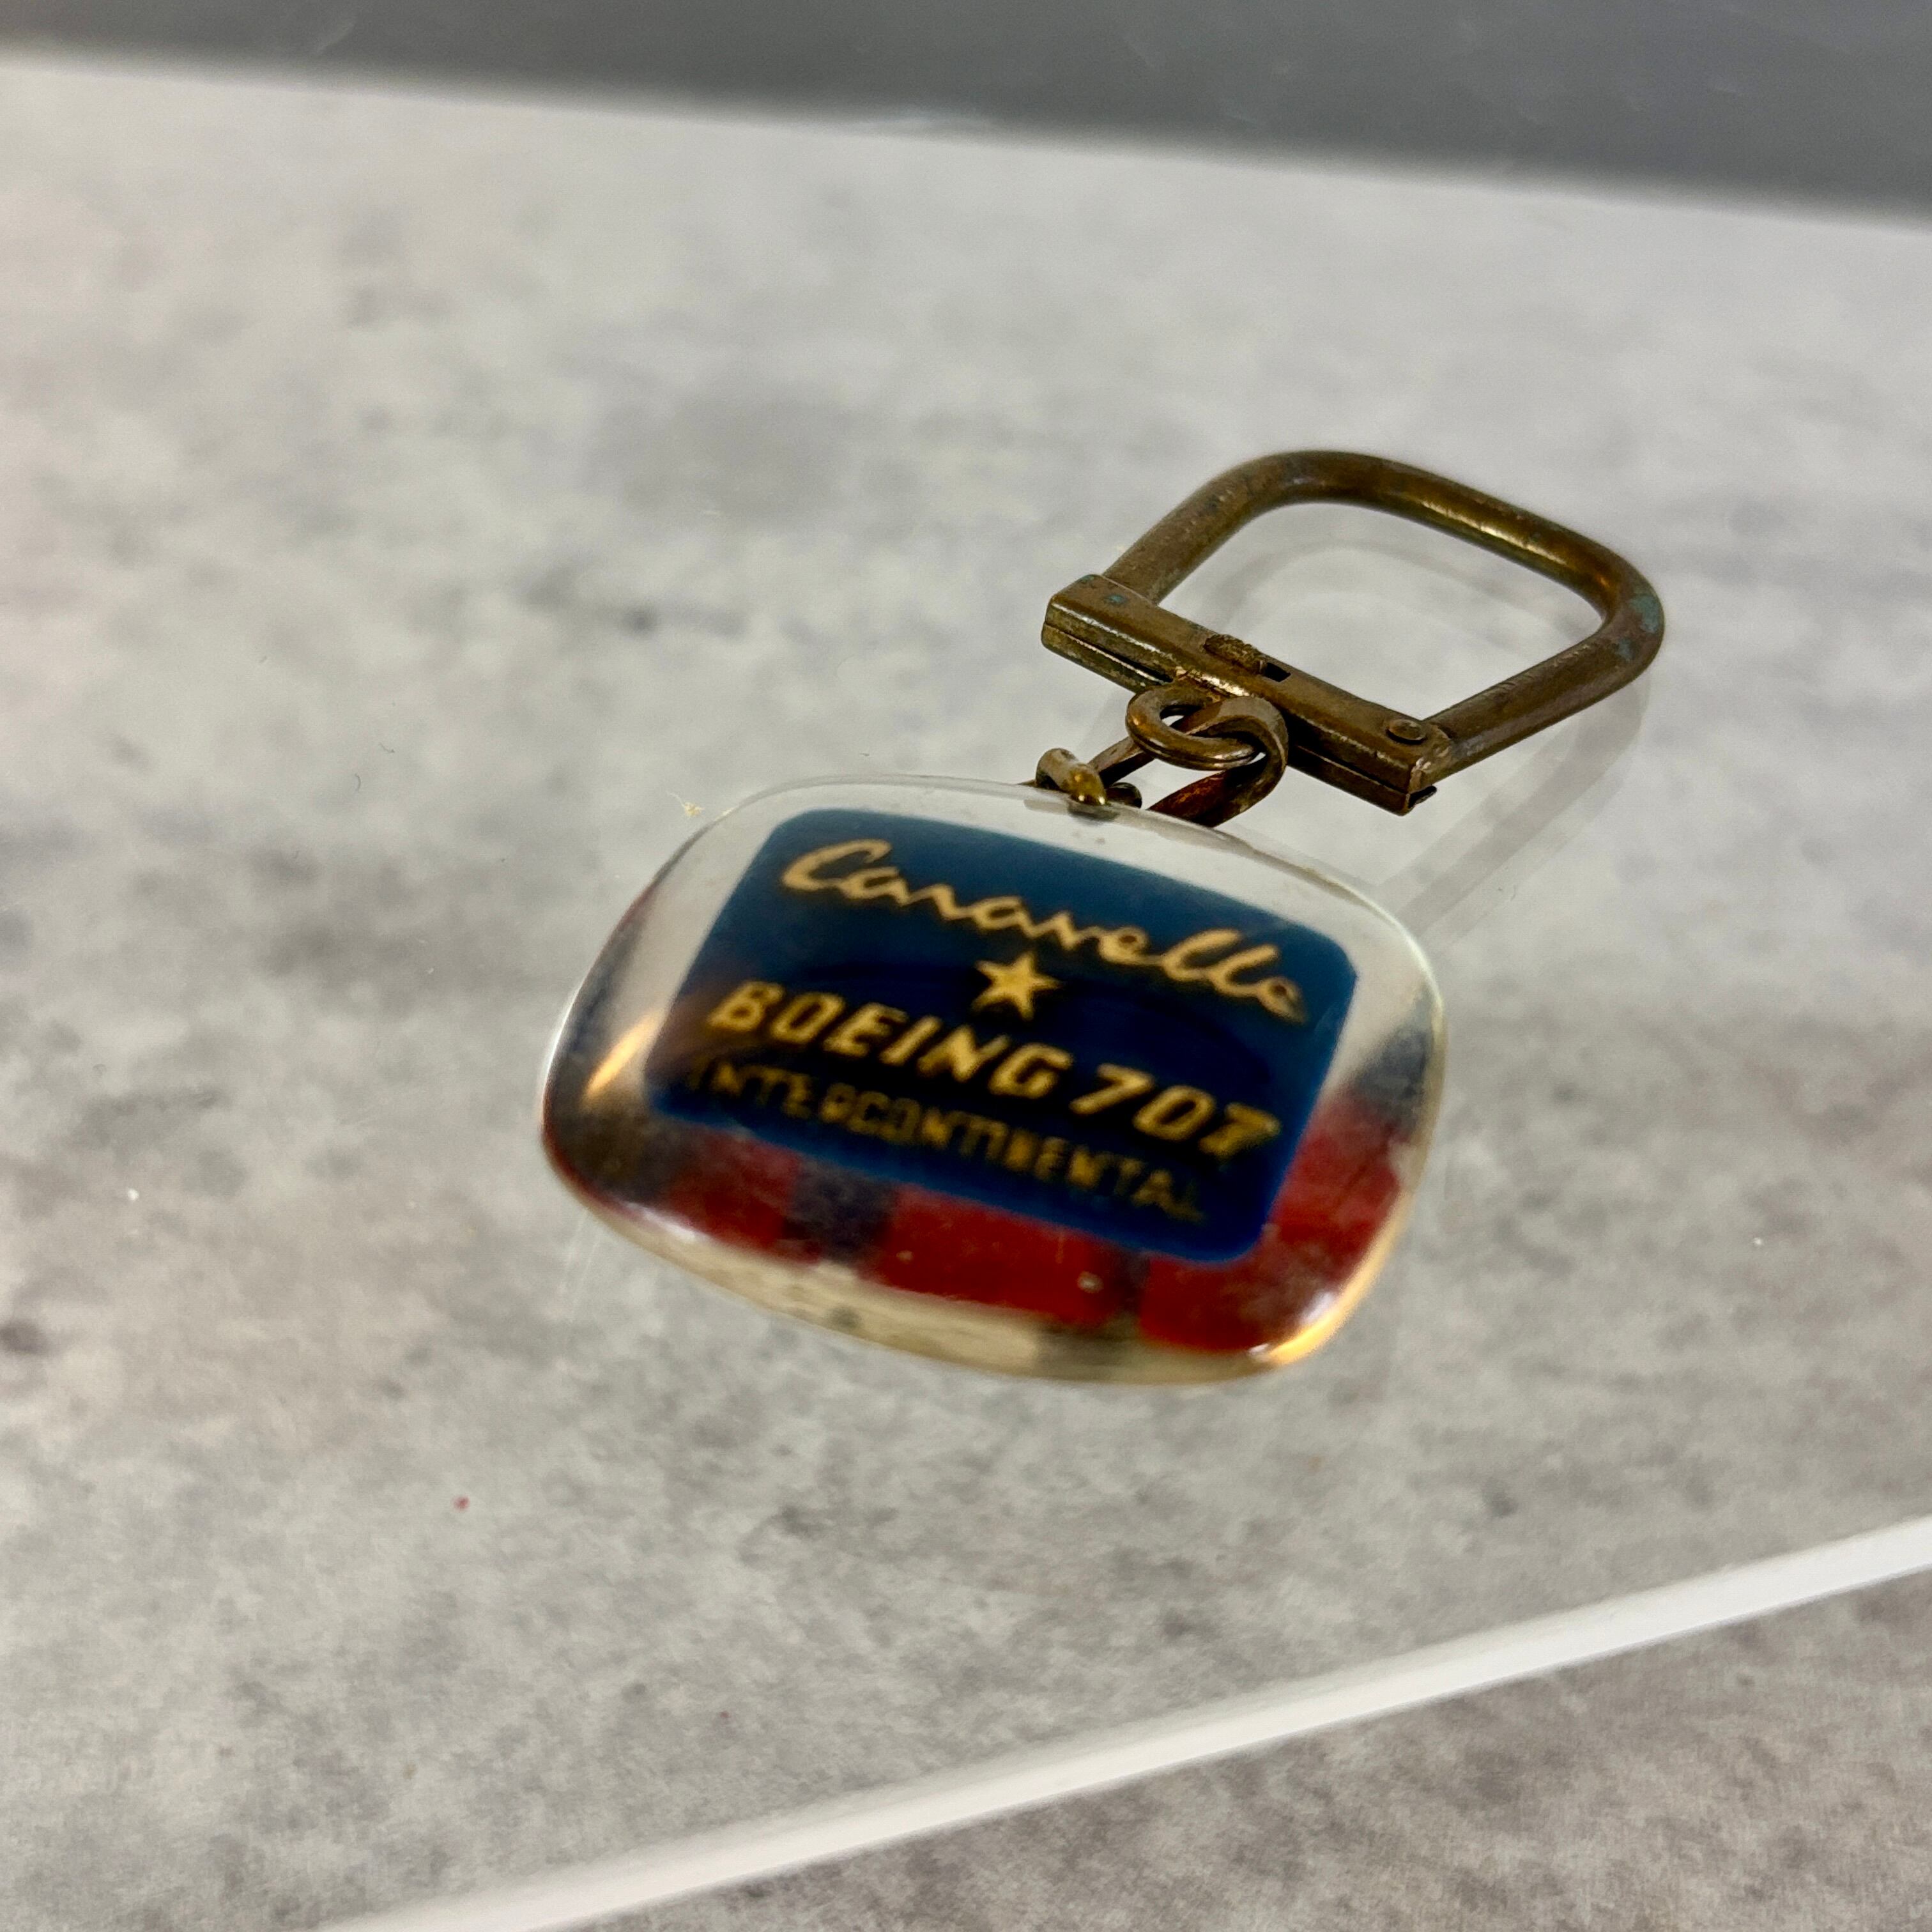 Caravelle
BOEING 707
INTERCONTINENTAL